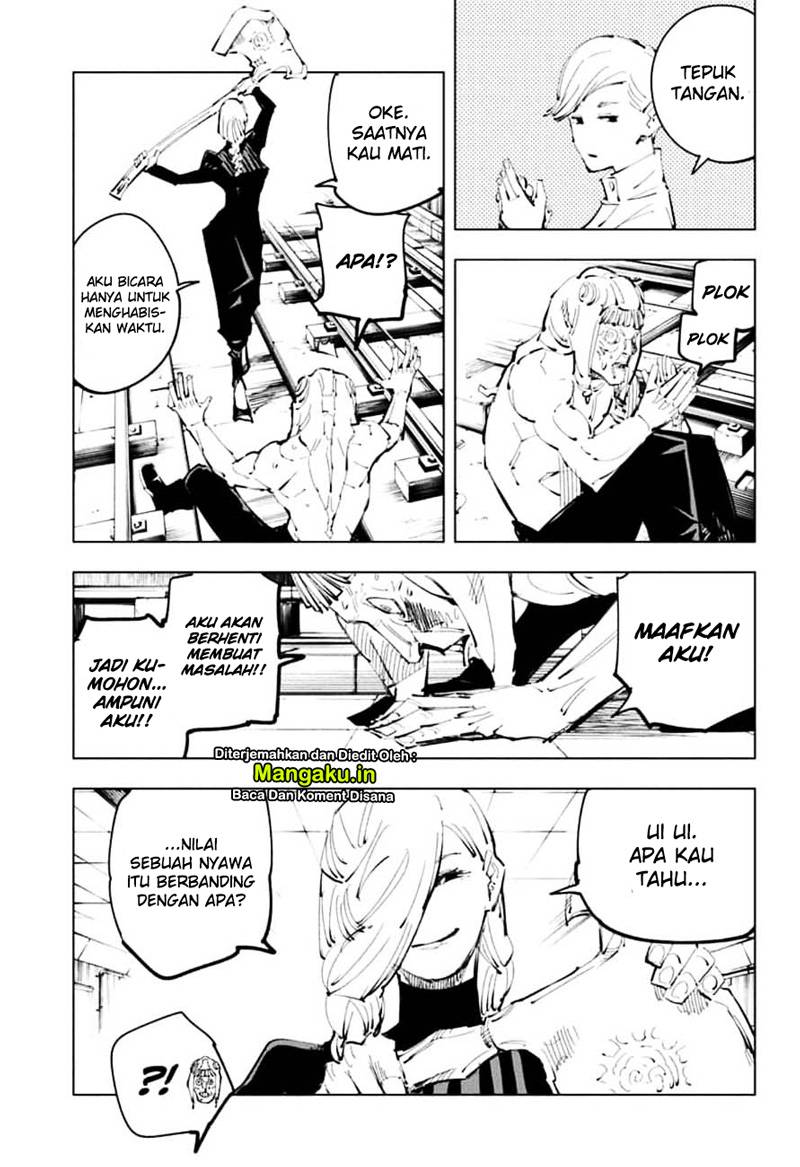 TEPUK
TANGAN.
OKE.
SAATNYA
KAU MATI.
APA!?
AKU BICARA
HANYA UNTUK
MENGHABIS-
KAN WAKTU.
PLOK
PLOK
MAAFKAN
AKU!
AKU AKAN
BERHENTI
MEMBUAT
MASALAH!!
JADI KU-
MOHON...
AMPUNI
AKU!!
Diterjemahkan dan Diedit Oleh :
Mangaku.in
Baca Dan Koment Disana
UI UI.
APA KAU
TAHU...
...NILAI
SEBUAH NYAWA
ITU BERBANDING
DENGAN APA?
?!